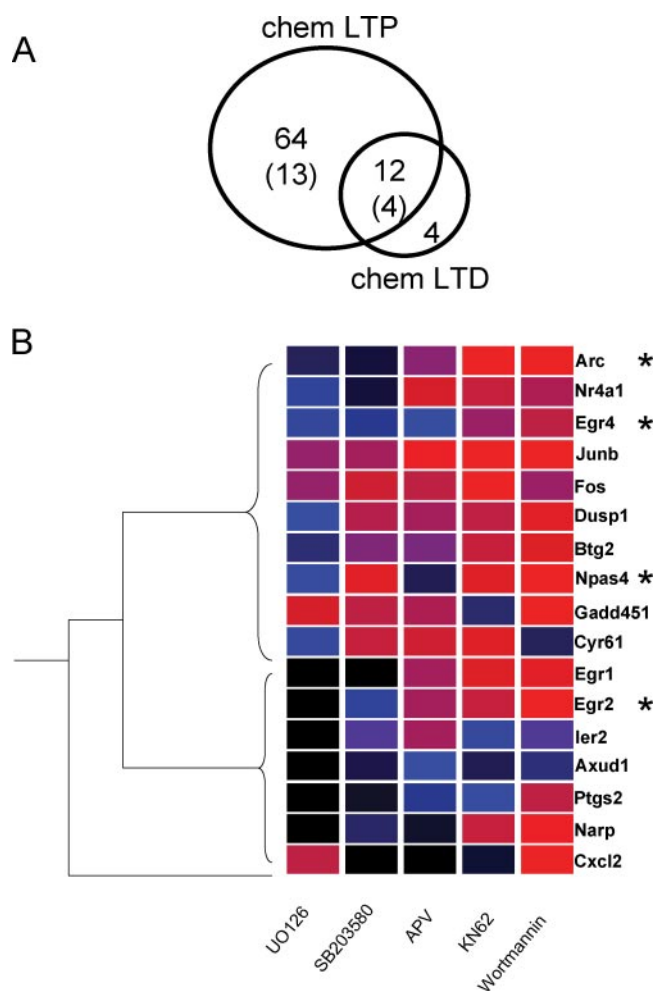 A
chem LTP
64
(13)
12
(4)
4
chem LTD
B
Arc *
Nr4a1
Egr4 *
Junb
Fos
Dusp1
Btg2
Npas4 *
Gadd451
Cyr61
Egr1
Egr2 *
Ier2
Axud1
Ptgs2
Narp
Cxcl2
UO126
SB203580
APV
KN62
Wortmannin